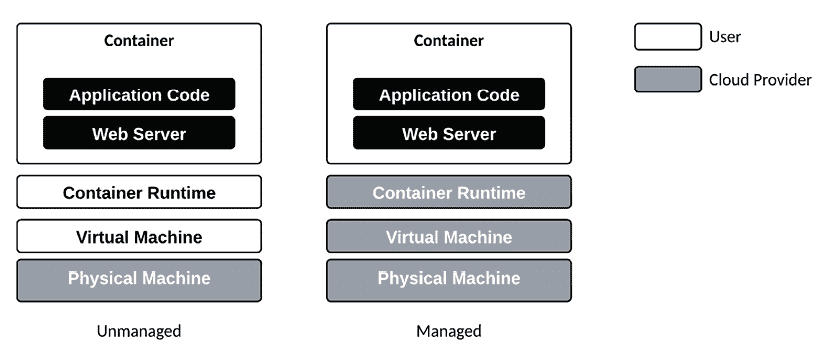 Container
Application Code
Web Server
Container Runtime
Virtual Machine
Physical Machine
Unmanaged
Container
Application Code
Web Server
Container Runtime
Virtual Machine
Physical Machine
Managed
User
Cloud Provider